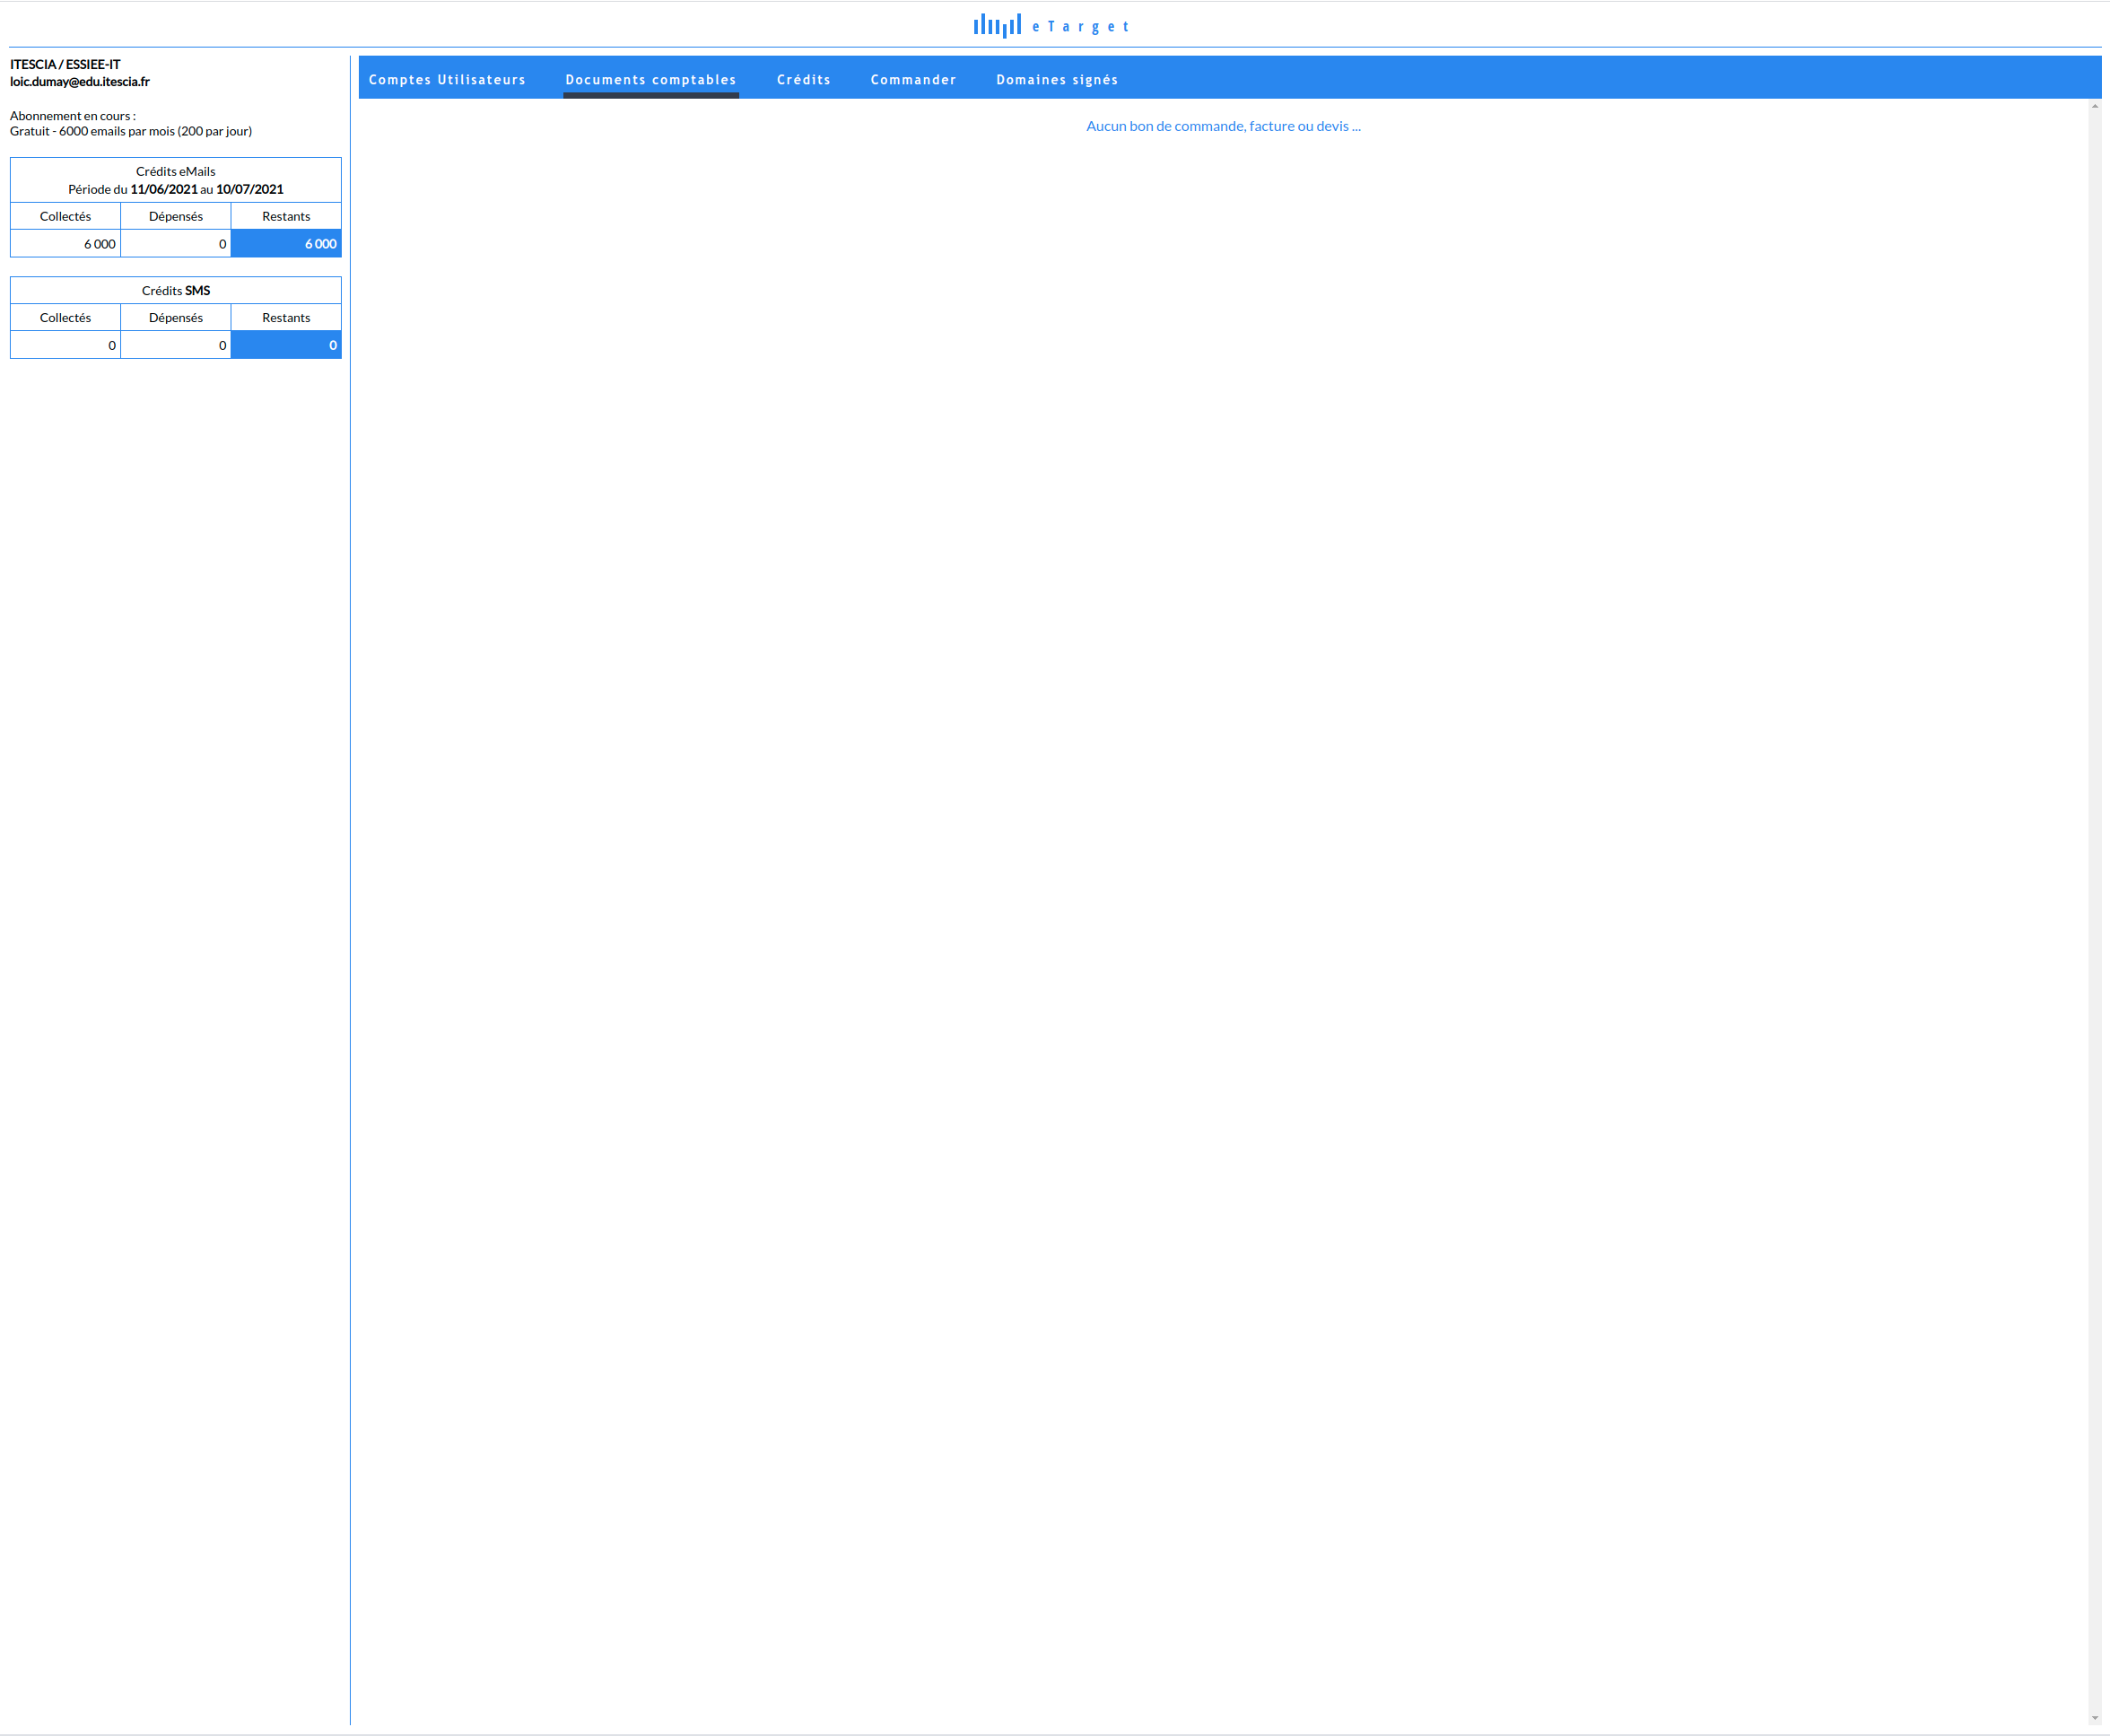 eTarget
ITESCIA / ESSIEE-IT
loic.dumay@edu.itescia.fr
Abonnement en cours :
Gratuit - 6000 emails par mois (200 par jour)
Crédits eMails
Période du 11/06/2021 au 10/07/2021
Collectés Dépensés Restants
6 000 0 6 000
Crédits SMS
Collectés Dépensés Restants
0 0 0
Comptes Utilisateurs Documents comptables Crédits Commander Domaines signés
Aucun bon de commande, facture ou devis ...